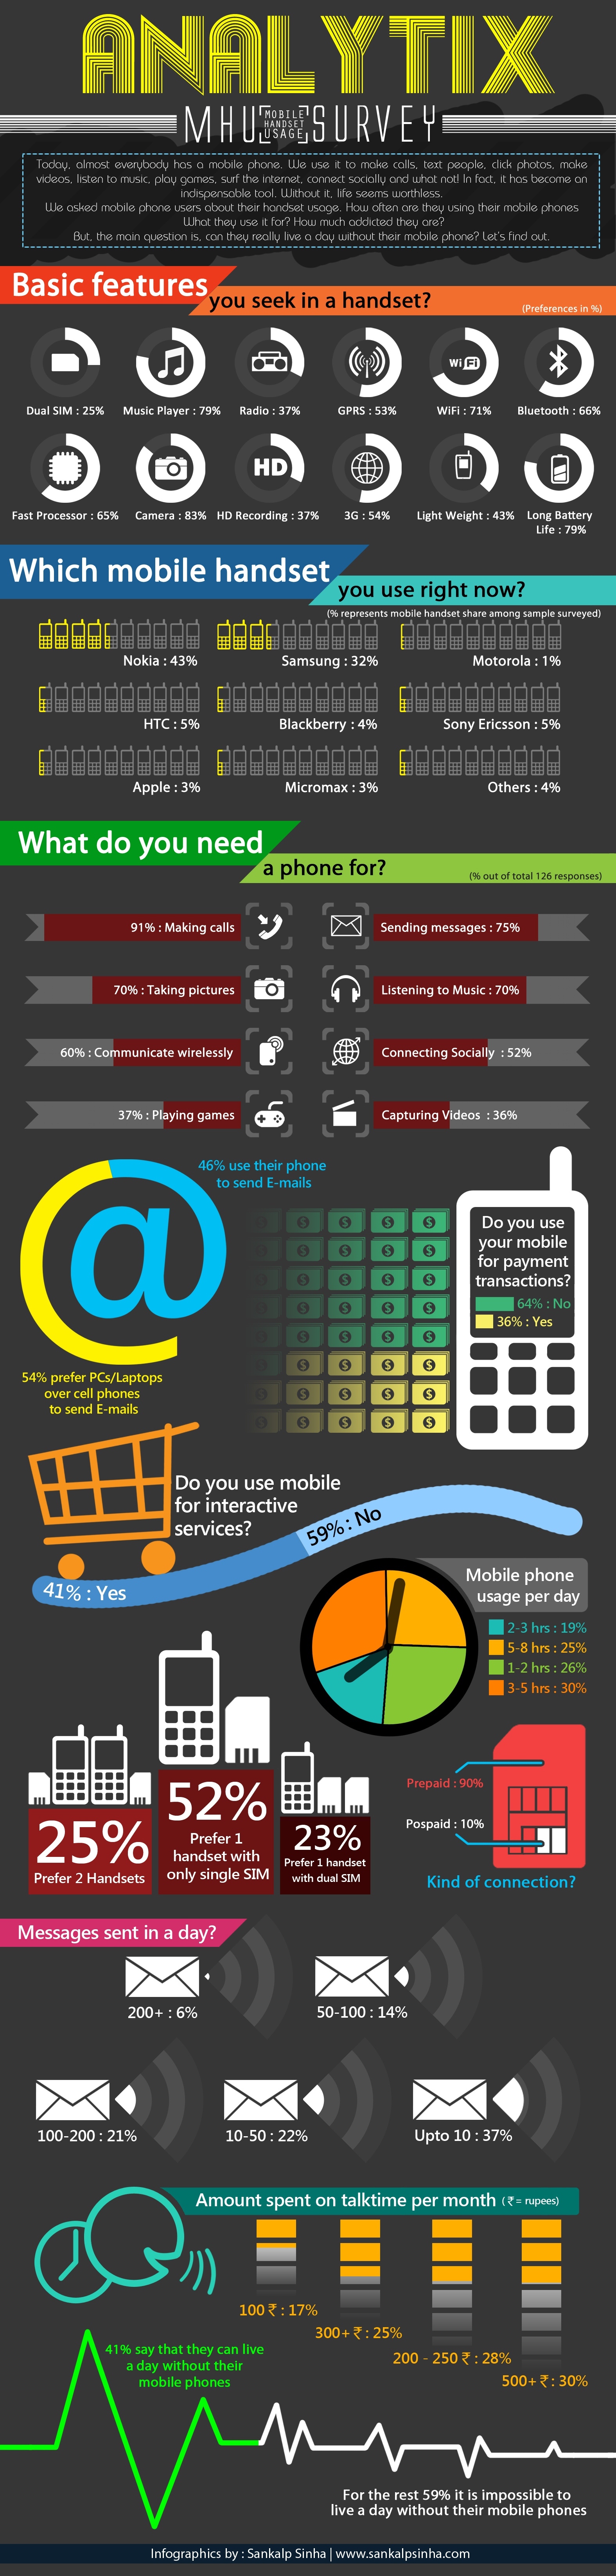 ANALYTIX
MHU[MOBILE HANDSET USAGE]SURVEY
Today, almost everybody has a mobile phone. We use it to make calls, text people, click photos, make
videos, listen to music, play games, surf the internet, connect socially and what not! In fact, it has become an
indispensable tool. Without it, life seems worthless.
We asked mobile phone users about their handset usage. How often are they using their mobile phones
What they use it for? How much addicted they are?
But, the main question is, can they really live a day without their mobile phone? Let's find out.
Basic features
you seek in a handset?
(Preferences in %)
WiFi
Dual SIM : 25%
Music Player : 79%
Radio : 37%
GPRS : 53%
WiFi : 71%
Bluetooth : 66%
HD
Fast Processor : 65%
Camera : 83%
HD Recording : 37%
3G : 54%
Light Weight : 43%
Long Battery
Life : 79%
Which mobile handset
you use right now?
(% represents mobile handset share among sample surveyed)
Nokia : 43%
Samsung : 32%
Motorola : 1%
HTC : 5%
Blackberry : 4%
Sony Ericsson : 5%
Apple : 3%
Micromax : 3%
Others : 4%
What do you need
a phone for?
(% out of total 126 responses)
91% : Making calls
Sending messages : 75%
70% : Taking pictures
Listening to Music : 70%
60% : Communicate wirelessly
Connecting Socially : 52%
37% : Playing games
Capturing Videos : 36%
46% use their phone
to send E-mails
@
54% prefer PCs/Laptops
over cell phones
to send E-mails
Do you use
your mobile
for payment
transactions?
64% : No
36% : Yes
Do you use mobile
for interactive
services?
59% : No
41% : Yes
Mobile phone
usage per day
2-3 hrs : 19%
5-8 hrs : 25%
1-2 hrs : 26%
3-5 hrs : 30%
25%
Prefer 2 Handsets
52%
Prefer 1
handset with
only single SIM
23%
Prefer 1 handset
with dual SIM
Prepaid : 90%
Pospaid : 10%
Kind of connection?
Messages sent in a day?
200+ : 6%
50-100 : 14%
100-200 : 21%
10-50 : 22%
Upto 10 : 37%
Amount spent on talktime per month (₹ = rupees)
100 ₹ : 17%
300+ ₹ : 25%
200 - 250 ₹ : 28%
500+ ₹ : 30%
41% say that they can live
a day without their
mobile phones
For the rest 59% it is impossible to
live a day without their mobile phones
Infographics by : Sankalp Sinha | www.sankalpsinha.com